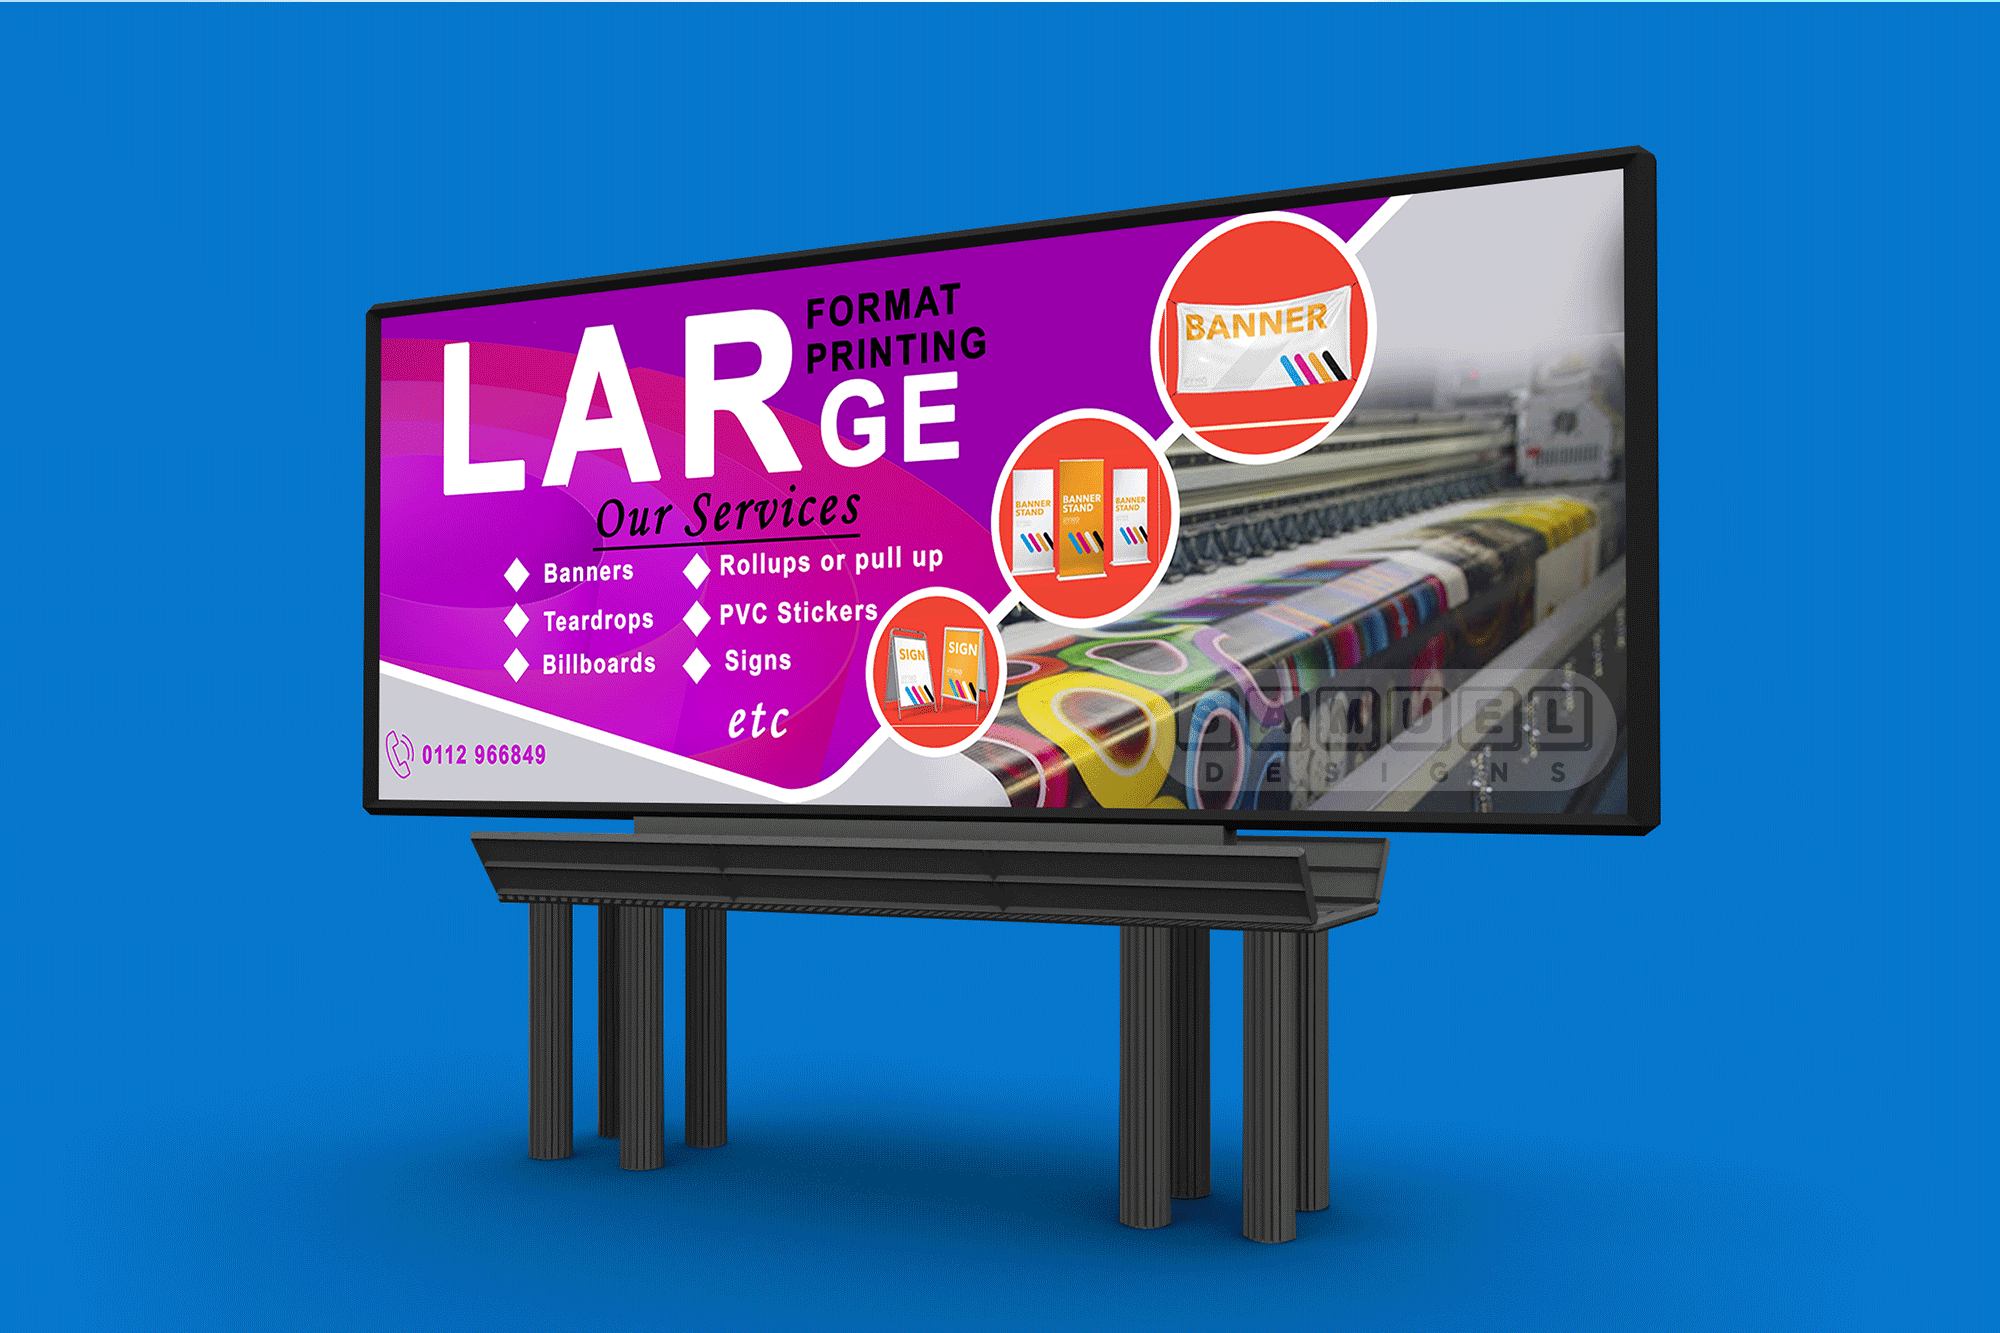 LARGE
FORMAT
PRINTING
Our Services
Banners
Teardrops
Billboards
Rollups or pull up
PVC Stickers
Signs
etc
0112 966849
BANNER
BANNER
STAND
BANNER
STAND
BANNER
STAND
SIGN
SIGN
SAMUEL
DESIGNS